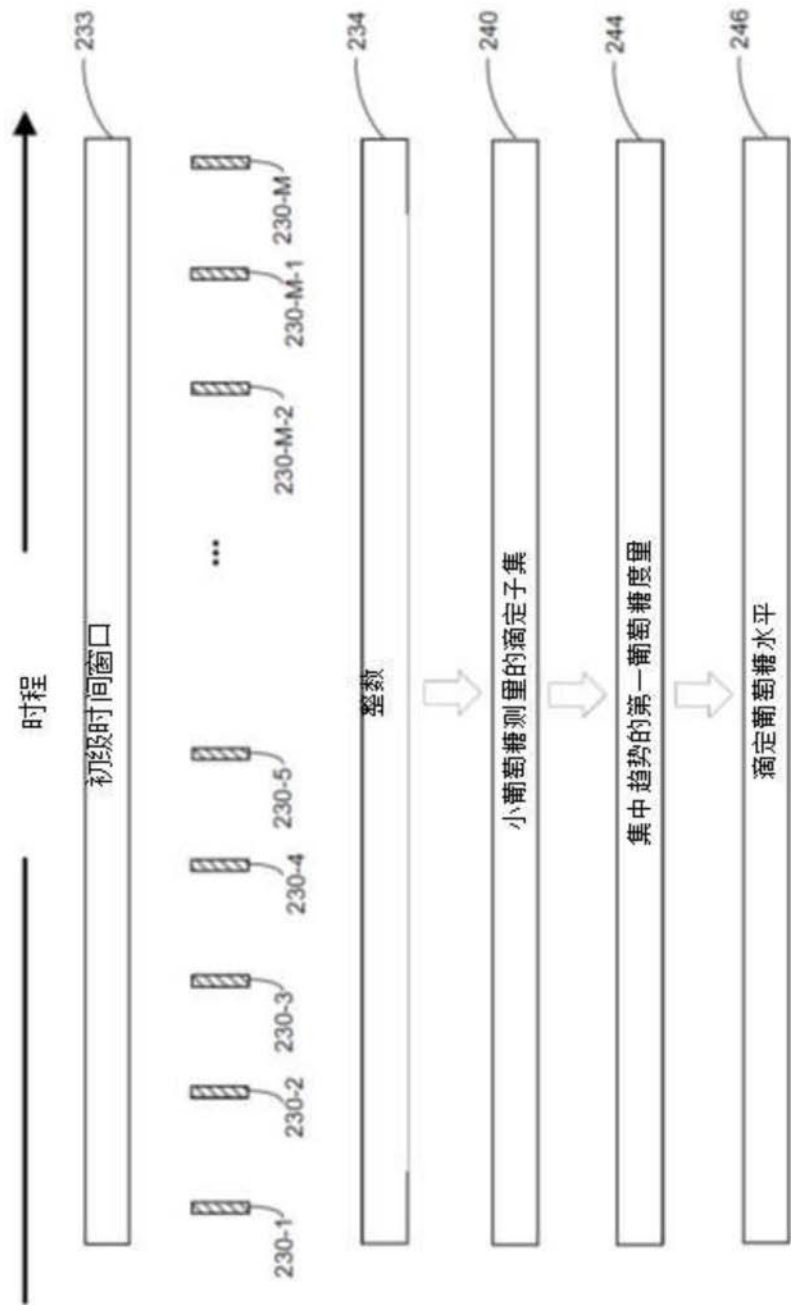 时程
初级时间窗口
233
230-1
230-2
230-3
230-4
230-5
...
230-M-2
230-M-1
230-M
整数
234
小葡萄糖测量的滴定子集
240
集中趋势的第一葡萄糖度量
244
滴定葡萄糖水平
246